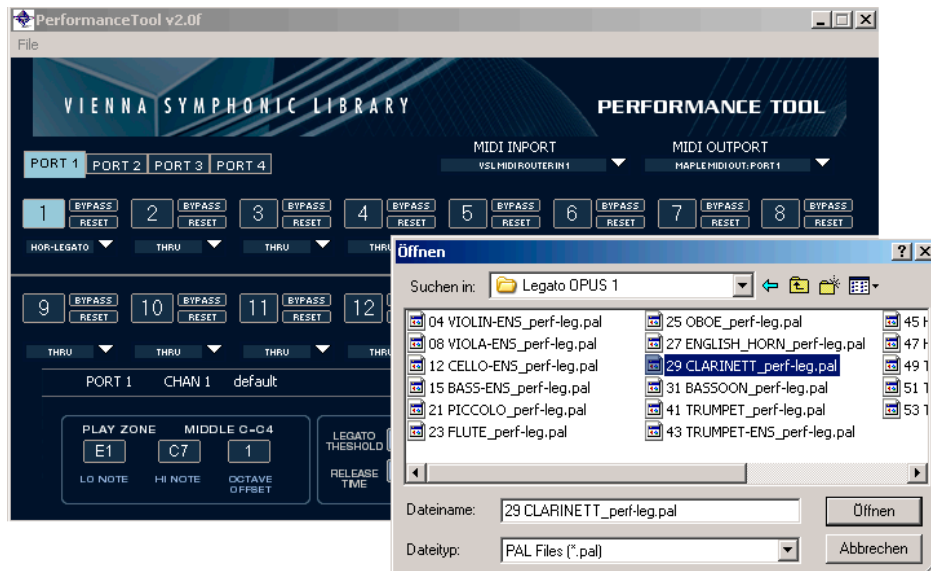 PerformanceTool v2.0f
File
VIENNA SYMPHONIC LIBRARY
PERFORMANCE TOOL
MIDI INPORT
MIDI OUTPORT
PORT 1 PORT 2 PORT 3 PORT 4
VSL MIDI ROUTER IN 1
MAPLE MIDI OUT: PORT 1
1 BYPASS RESET 2 BYPASS RESET 3 BYPASS RESET 4 BYPASS RESET 5 BYPASS RESET 6 BYPASS RESET 7 BYPASS RESET 8 BYPASS RESET
HOR-LEGATO THRU THRU THRU
9 BYPASS RESET 10 BYPASS RESET 11 BYPASS RESET 12
THRU THRU THRU THRU
PORT 1 CHAN 1 default
PLAY ZONE MIDDLE C=C4
E1 C7 1
LO NOTE HI NOTE OCTAVE OFFSET
LEGATO THESHOLD
RELEASE TIME
Öffnen
Suchen in: Legato OPUS 1
04 VIOLIN-ENS_perf-leg.pal
08 VIOLA-ENS_perf-leg.pal
12 CELLO-ENS_perf-leg.pal
15 BASS-ENS_perf-leg.pal
21 PICCOLO_perf-leg.pal
23 FLUTE_perf-leg.pal
25 OBOE_perf-leg.pal
27 ENGLISH_HORN_perf-leg.pal
29 CLARINETT_perf-leg.pal
31 BASSOON_perf-leg.pal
41 TRUMPET_perf-leg.pal
43 TRUMPET-ENS_perf-leg.pal
45
47
49
51
53
Dateiname: 29 CLARINETT_perf-leg.pal
Öffnen
Dateityp: PAL Files (*.pal)
Abbrechen